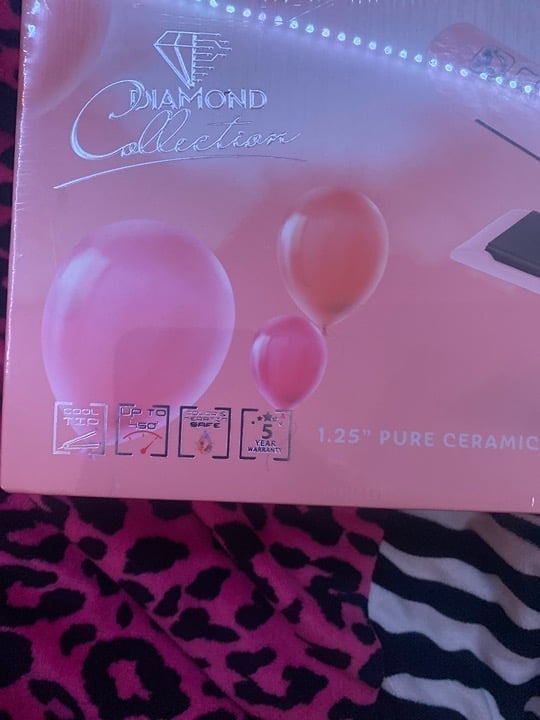 DIAMOND
Collection
COOL
TIP
UP TO
450°
SAFE
5
YEAR
WARRANTY
1.25" PURE CERAMIC